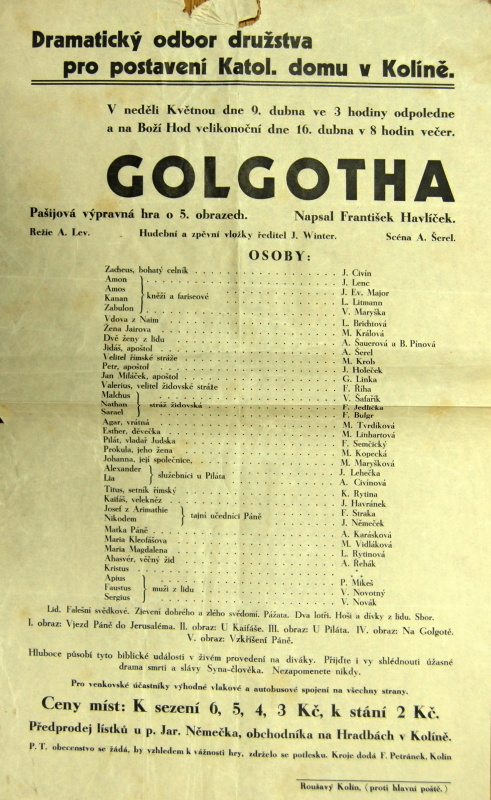 Dramatický odbor družstva
pro postavení Katol. domu v Kolíně.
V neděli Květnou dne 9. dubna ve 3 hodiny odpoledne
a na Boží Hod velikonoční dne 16. dubna v 8 hodin večer.
GOLGOTHA
Pašijová výpravná hra o 5. obrazech. Napsal František Havlíček.
Režie A. Lev. Hudební a zpěvní vložky ředitel J. Winter. Scéna A. Šerel.
OSOBY:
Zacheus, bohatý celník J. Civín
Amon J. Lenc
Amos J. Ev. Major
kněží a fariseové
Kanan L. Litmann
Zabulon V. Maryška
Vdova z Naim L. Brichtová
Žena Jairova M. Králová
Dvě ženy z lidu A. Sauerová a B. Pínová
Jidáš, apoštol A. Šerel
Velitel římské stráže M. Krob
Petr, apoštol J. Holeček
Jan Miláček, apoštol G. Linka
Valerius, velitel židovské stráže F. Říha
Malchus V. Šafařík
Nathan stráž židovská F. Jedlička
Sarael F. Bulgr
Agar, vrátná M. Tvrdíková
Esther, děvečka M. Linhartová
Pilát, vladař Judska F. Semčický
Prokula, jeho žena M. Kopecká
Johanna, její společnice, M. Maryšková
Alexander J. Lehečka
služebníci u Piláta
Lia A. Civínová
Titus, setník římský K. Rytina
Kaifáš, velekněz J. Havránek
Josef z Arimathie F. Straka
tajní učedníci Páně
Nikodem J. Němeček
Matka Páně A. Karásková
Maria Kleofášova M. Vidláková
Maria Magdalena L. Rytinová
Ahasvér, věčný žid A. Řehák
Kristus
Apius P. Mikeš
Faustus muži z lidu V. Novotný
Sergius V. Novák
Lid. Falešní svědkové. Zjevení dobrého a zlého svědomí. Pážata. Dva lotři. Hoši a dívky z lidu. Sbor.
I. obraz: Vjezd Páně do Jerusaléma. II. obraz: U Kaifáše. III. obraz: U Piláta. IV. obraz: Na Golgotě.
V. obraz: Vzkříšení Páně.
Hluboce působí tyto biblické události v živém provedení na diváky. Přijďte i vy shlédnouti úžasné
drama smrti a slávy Syna-člověka. Nezapomenete nikdy.
Pro venkovské účastníky výhodné vlakové a autobusové spojení na všechny strany.
Ceny míst: K sezení 6, 5, 4, 3 Kč, k stání 2 Kč.
Předprodej lístků u p. Jar. Němečka, obchodníka na Hradbách v Kolíně.
P. T. obecenstvo se žádá, by vzhledem k vážnosti hry, zdrželo se potlesku. Kroje dodá F. Petránek, Kolín
Roušavý Kolín, (proti hlavní poště).